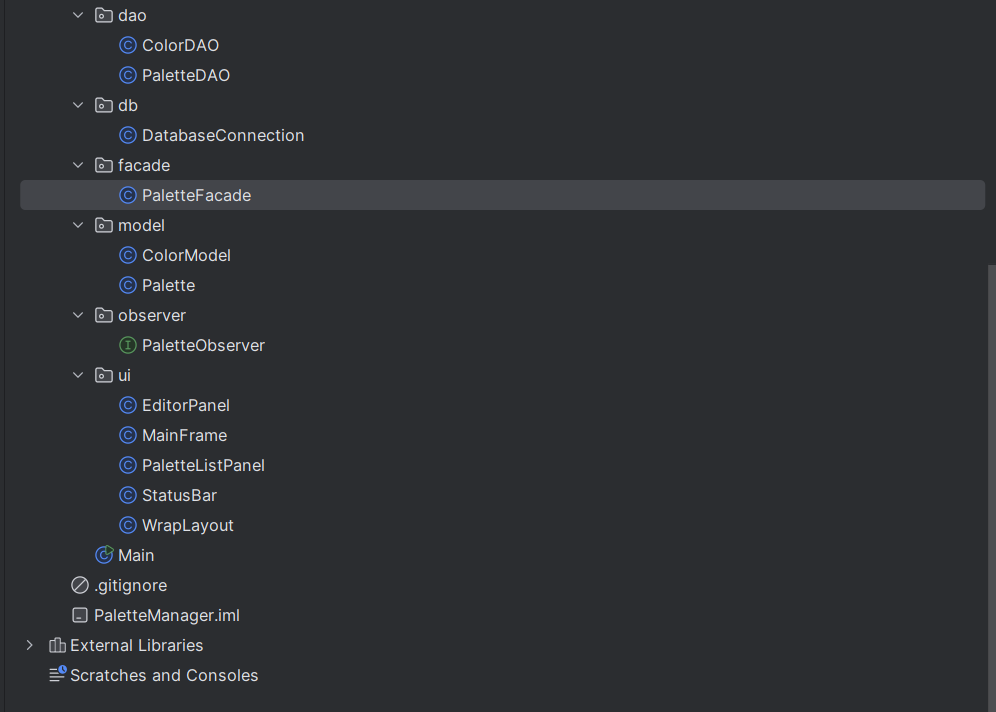 dao
ColorDAO
PaletteDAO
db
DatabaseConnection
facade
PaletteFacade
model
ColorModel
Palette
observer
PaletteObserver
ui
EditorPanel
MainFrame
PaletteListPanel
StatusBar
WrapLayout
Main
.gitignore
PaletteManager.iml
External Libraries
Scratches and Consoles